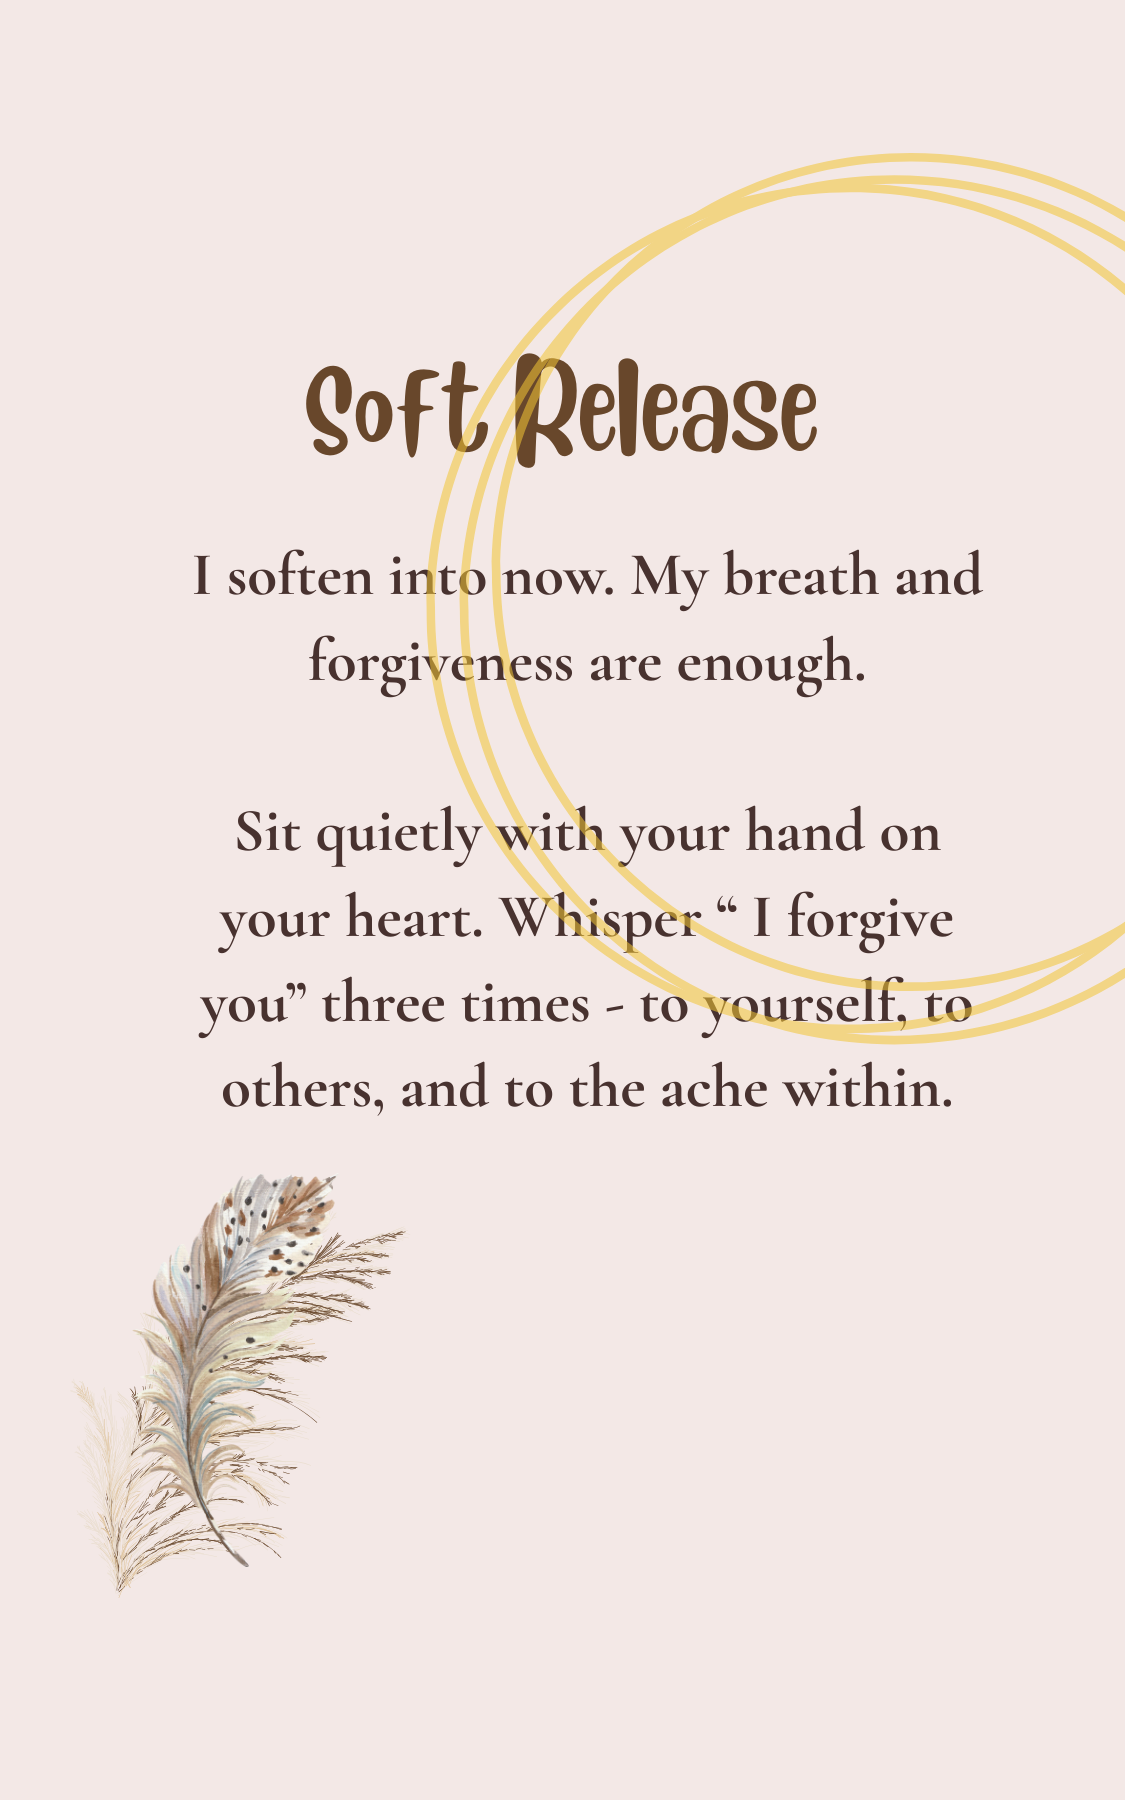 Soft Release
I soften into now. My breath and
forgiveness are enough.
Sit quietly with your hand on
your heart. Whisper “ I forgive
you” three times - to yourself, to
others, and to the ache within.